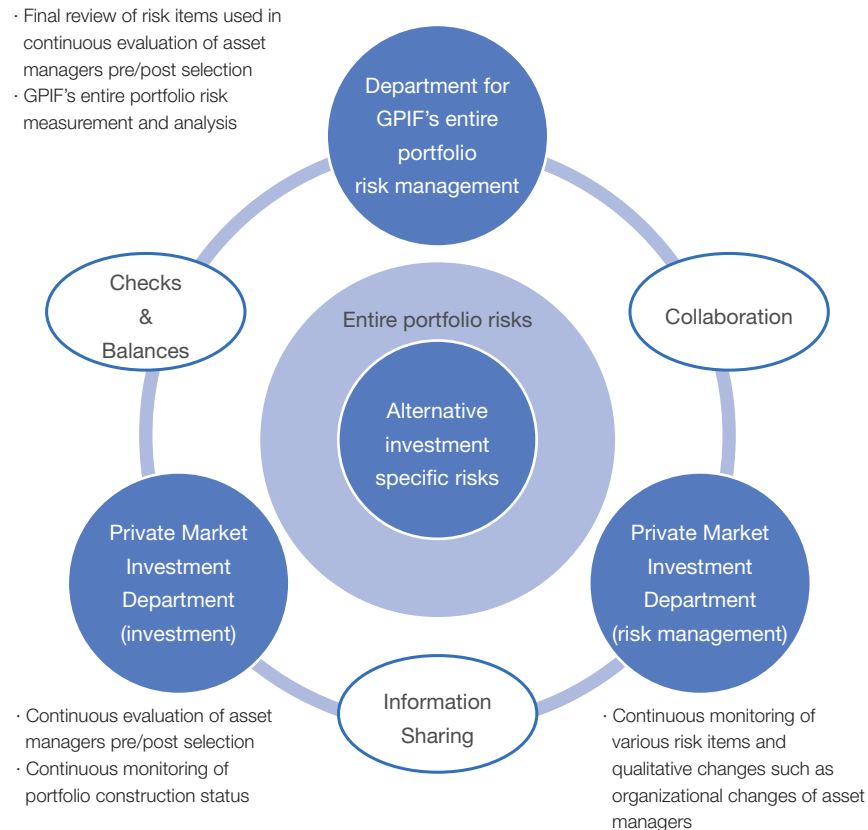 · Final review of risk items used in
continuous evaluation of asset
managers pre/post selection
· GPIF's entire portfolio risk
measurement and analysis
Department for
GPIF's entire
portfolio
risk management
Checks
&
Balances
Collaboration
Entire portfolio risks
Alternative
investment
specific risks
Private Market
Investment
Department
(investment)
Private Market
Investment
Department
(risk management)
Information
Sharing
· Continuous evaluation of asset
managers pre/post selection
· Continuous monitoring of
portfolio construction status
· Continuous monitoring of
various risk items and
qualitative changes such as
organizational changes of asset
managers